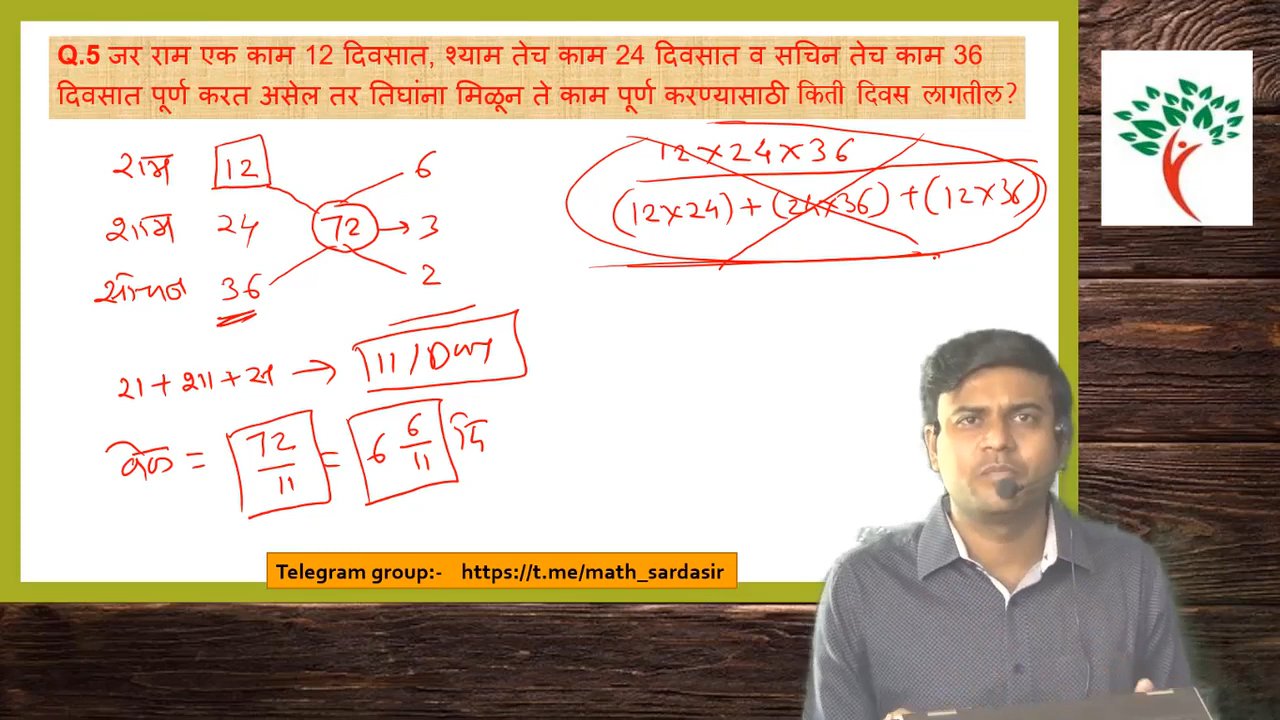 Q.5 जर राम एक काम 12 दिवसात, श्याम तेच काम 24 दिवसात व सचिन तेच काम 36
दिवसात पूर्ण करत असेल तर तिघांना मिळून ते काम पूर्ण करण्यासाठी किती दिवस लागतील?
राम 12
शाम 24
सचिन 36
72
6
3
2
12×24×36
(12×24) + (24×36) + (12×36)
रा + शा + स → 11/Day
वेळ = 72/11 = 6 6/11 दि
Telegram group:- https://t.me/math_sardasir